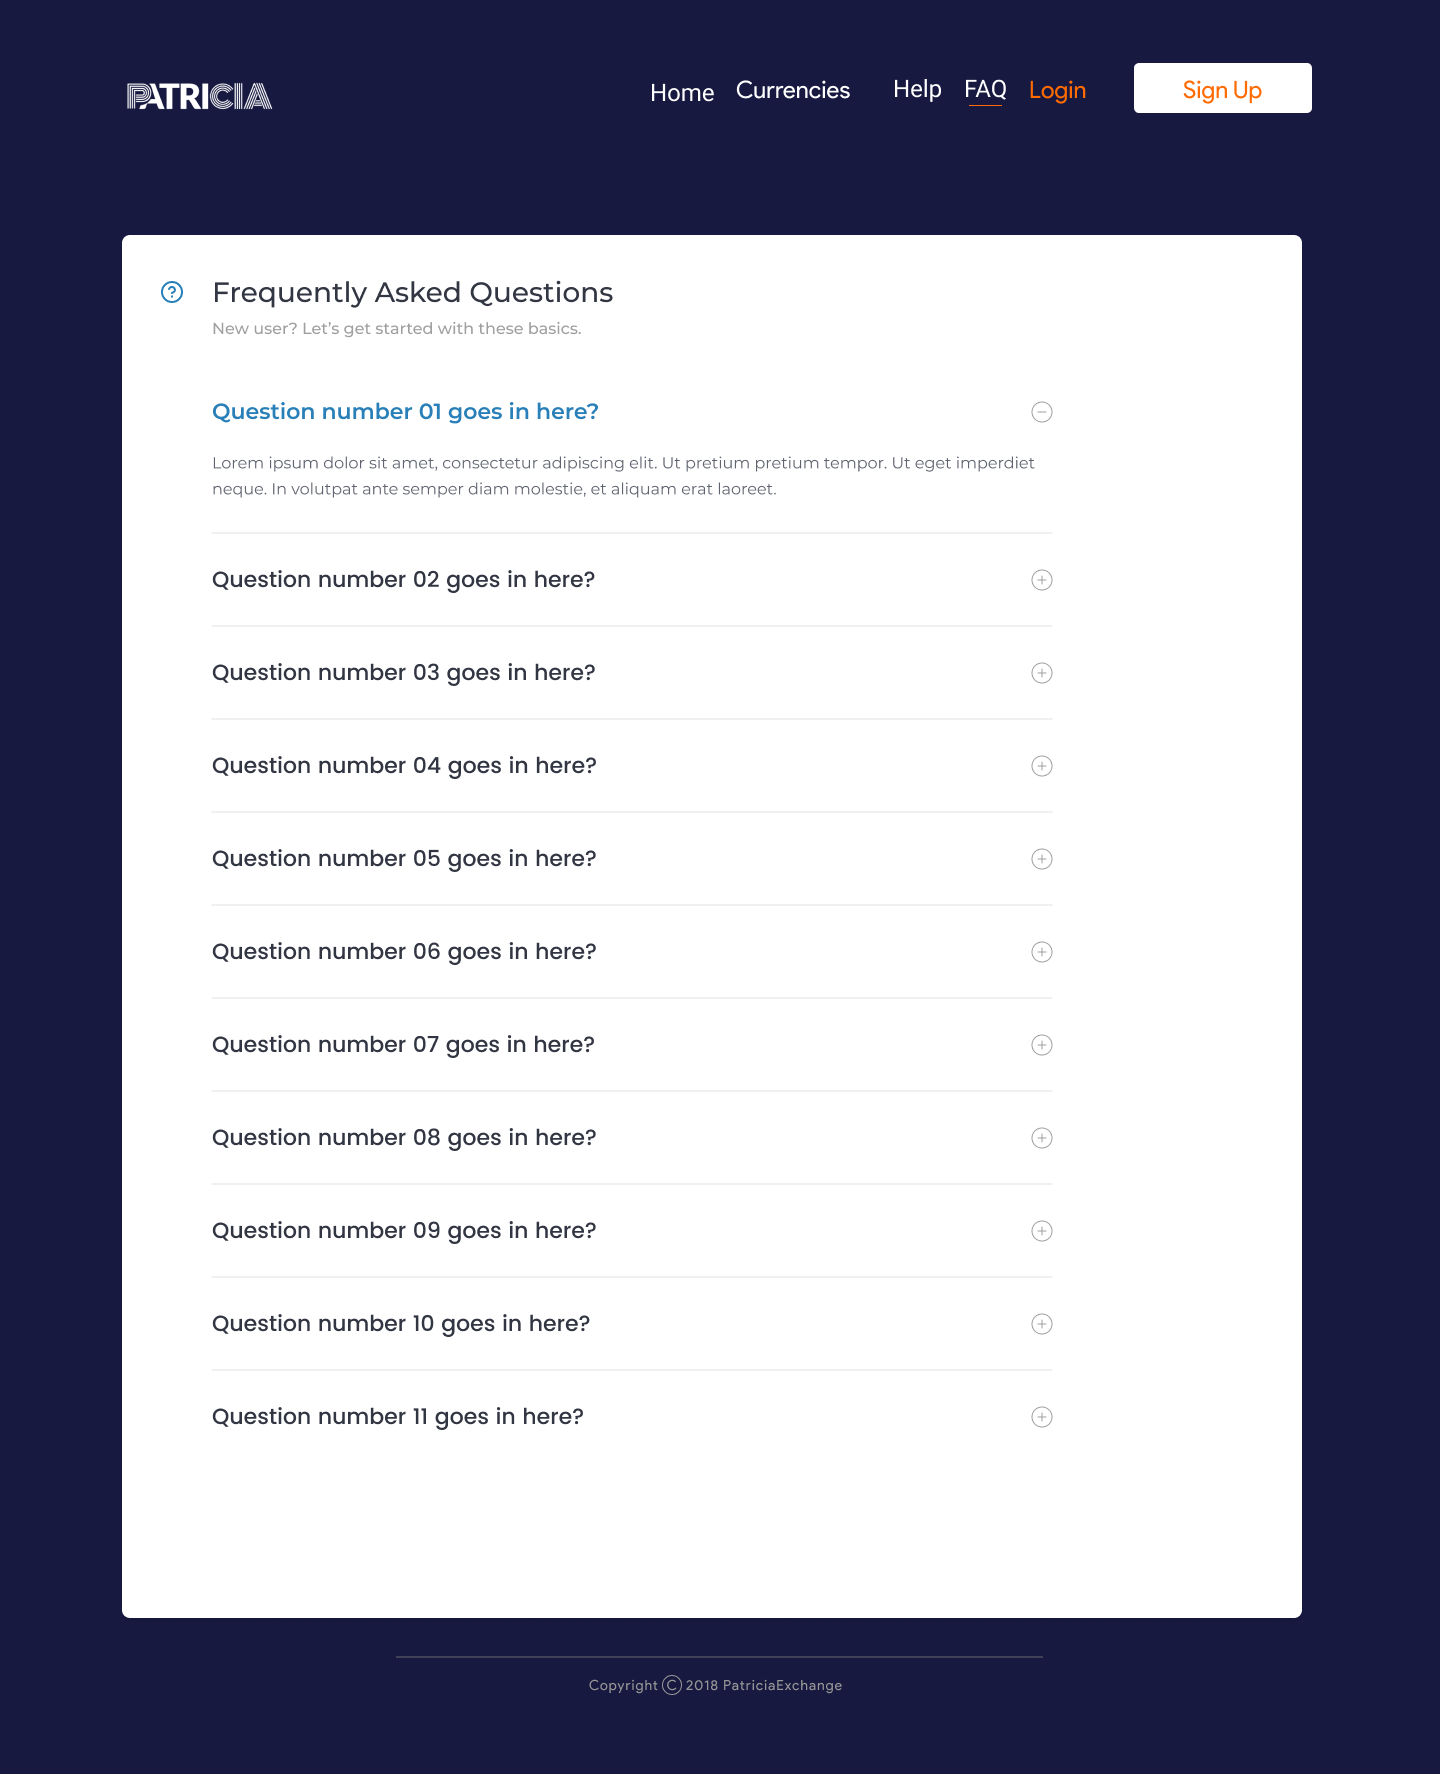 PATRICIA
Home Currencies Help FAQ Login Sign Up
Frequently Asked Questions
New user? Let’s get started with these basics.
Question number 01 goes in here?
Lorem ipsum dolor sit amet, consectetur adipiscing elit. Ut pretium pretium tempor. Ut eget imperdiet
neque. In volutpat ante semper diam molestie, et aliquam erat laoreet.
Question number 02 goes in here?
Question number 03 goes in here?
Question number 04 goes in here?
Question number 05 goes in here?
Question number 06 goes in here?
Question number 07 goes in here?
Question number 08 goes in here?
Question number 09 goes in here?
Question number 10 goes in here?
Question number 11 goes in here?
Copyright © 2018 PatriciaExchange